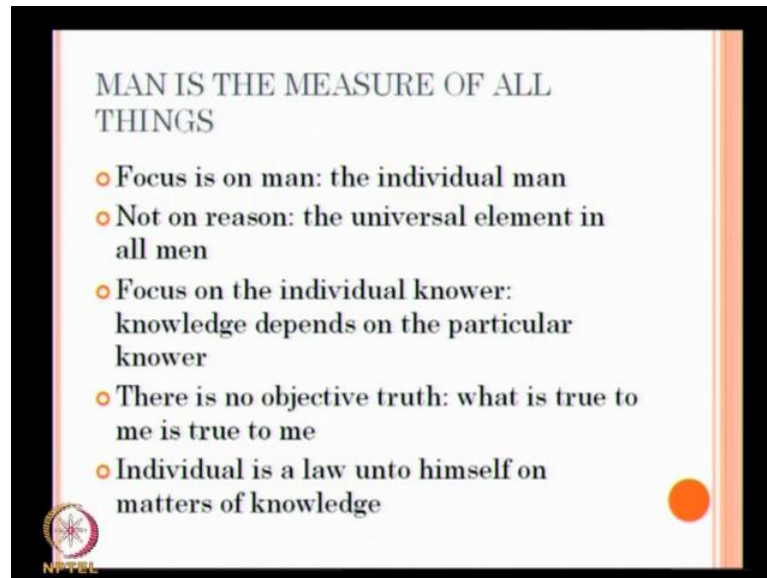 MAN IS THE MEASURE OF ALL
THINGS
Focus is on man: the individual man
Not on reason: the universal element in
all men
Focus on the individual knower:
knowledge depends on the particular
knower
There is no objective truth: what is true to
me is true to me
Individual is a law unto himself on
matters of knowledge
NPTEL